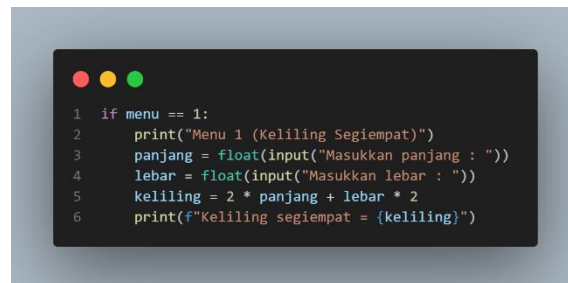 1 if menu == 1:
2     print("Menu 1 (Keliling Segiempat)")
3     panjang = float(input("Masukkan panjang : "))
4     lebar = float(input("Masukkan lebar : "))
5     keliling = 2 * panjang + lebar * 2
6     print(f"Keliling segiempat = {keliling}")